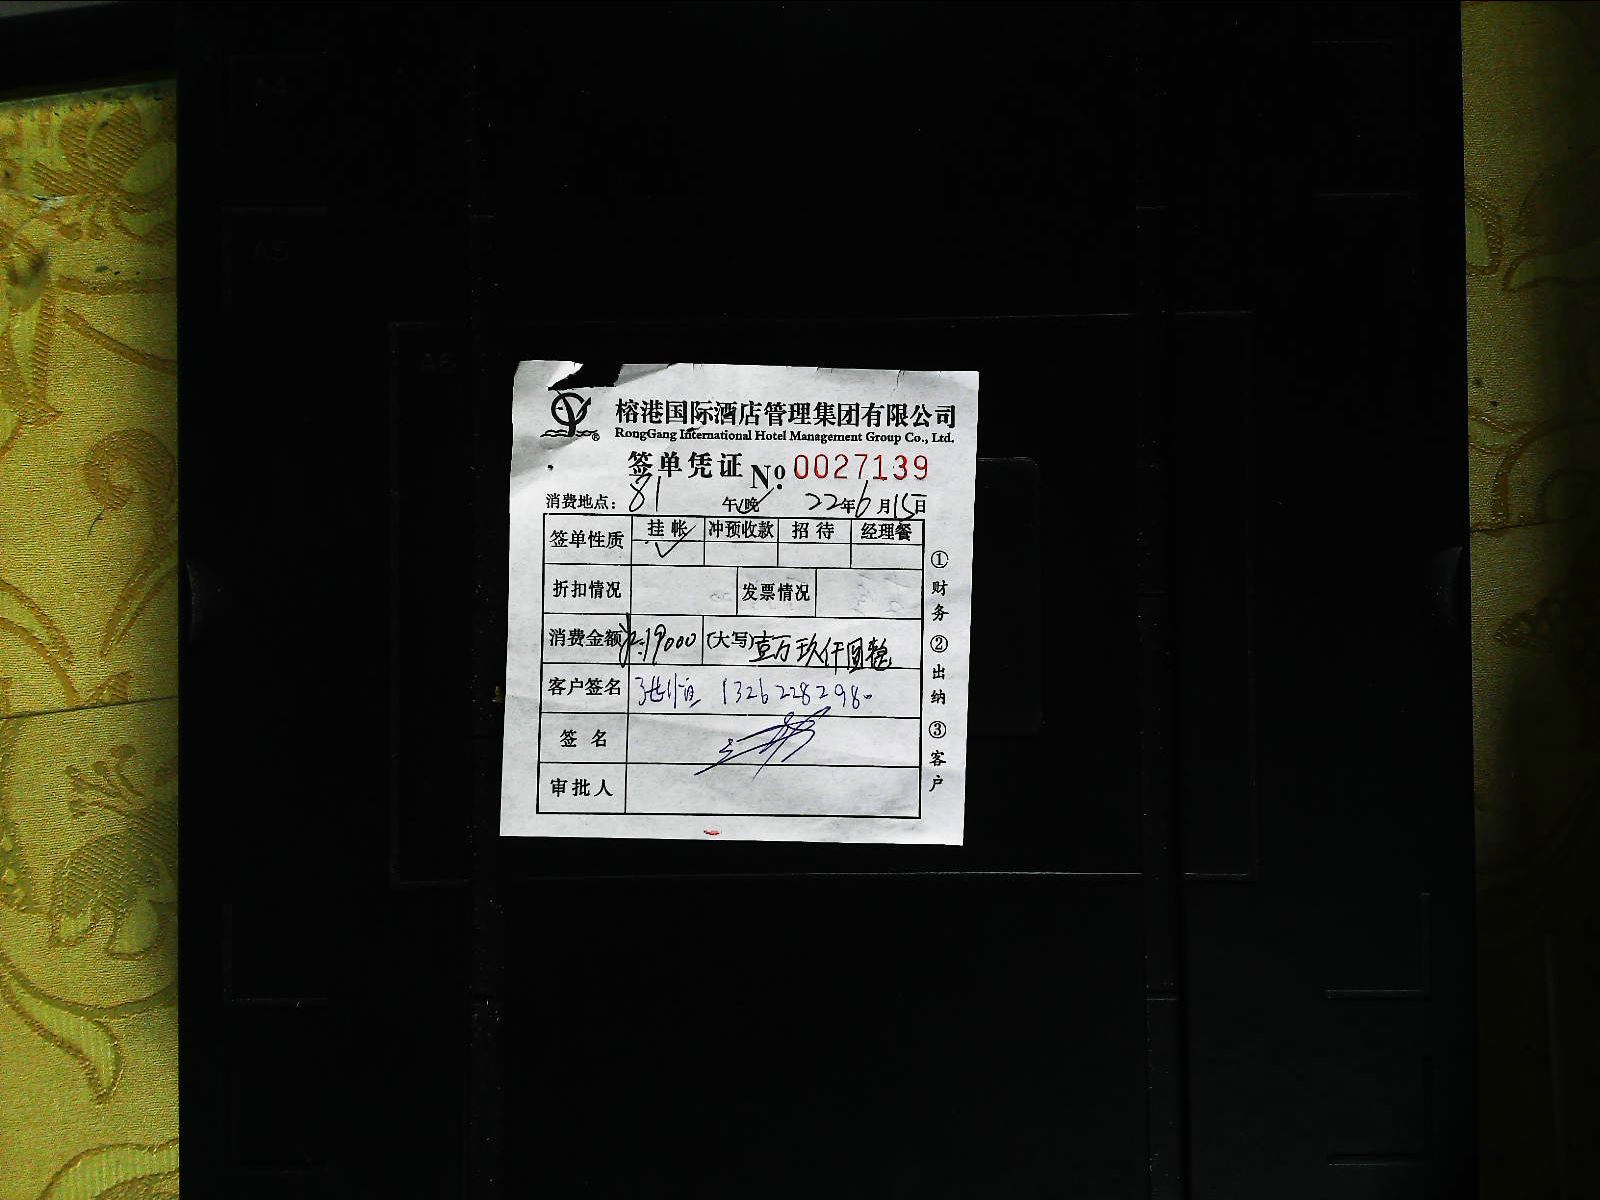 榕港国际酒店管理集团有限公司
RongGang International Hotel Management Group Co., Ltd.
签单凭证 №: 0027139
消费地点: 81 午/晚 22年6月15日
签单性质 挂帐 冲预收款 招待 经理餐
折扣情况 发票情况
消费金额 ¥:19000 (大写) 壹万玖仟圆整
客户签名 13262282980
签名
审批人
① 财务 ② 出纳 ③ 客户
A6
A5